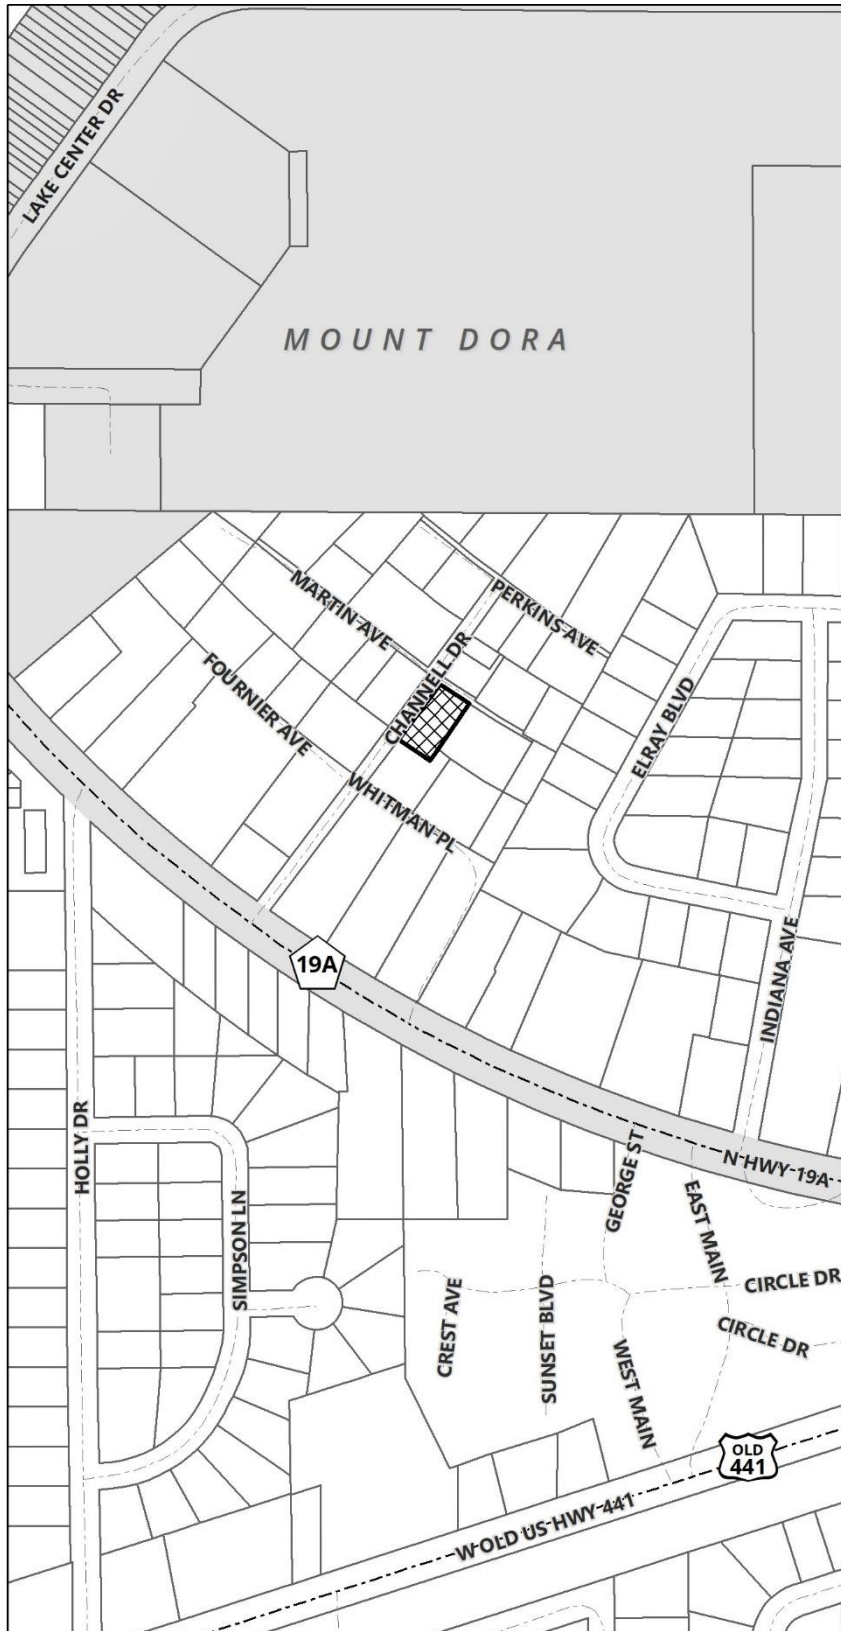 LAKE CENTER DR
MOUNT DORA
PERKINS AVE
MARTIN AVE
CHANNELL DR
FOURNIER AVE
ELRAY BLVD
WHITMAN PL
19A
INDIANA AVE
HOLLY DR
N HWY 19A
GEORGE ST
EAST MAIN
SIMPSON LN
CIRCLE DR
CREST AVE
SUNSET BLVD
CIRCLE DR
WEST MAIN
OLD
441
W OLD US HWY 441